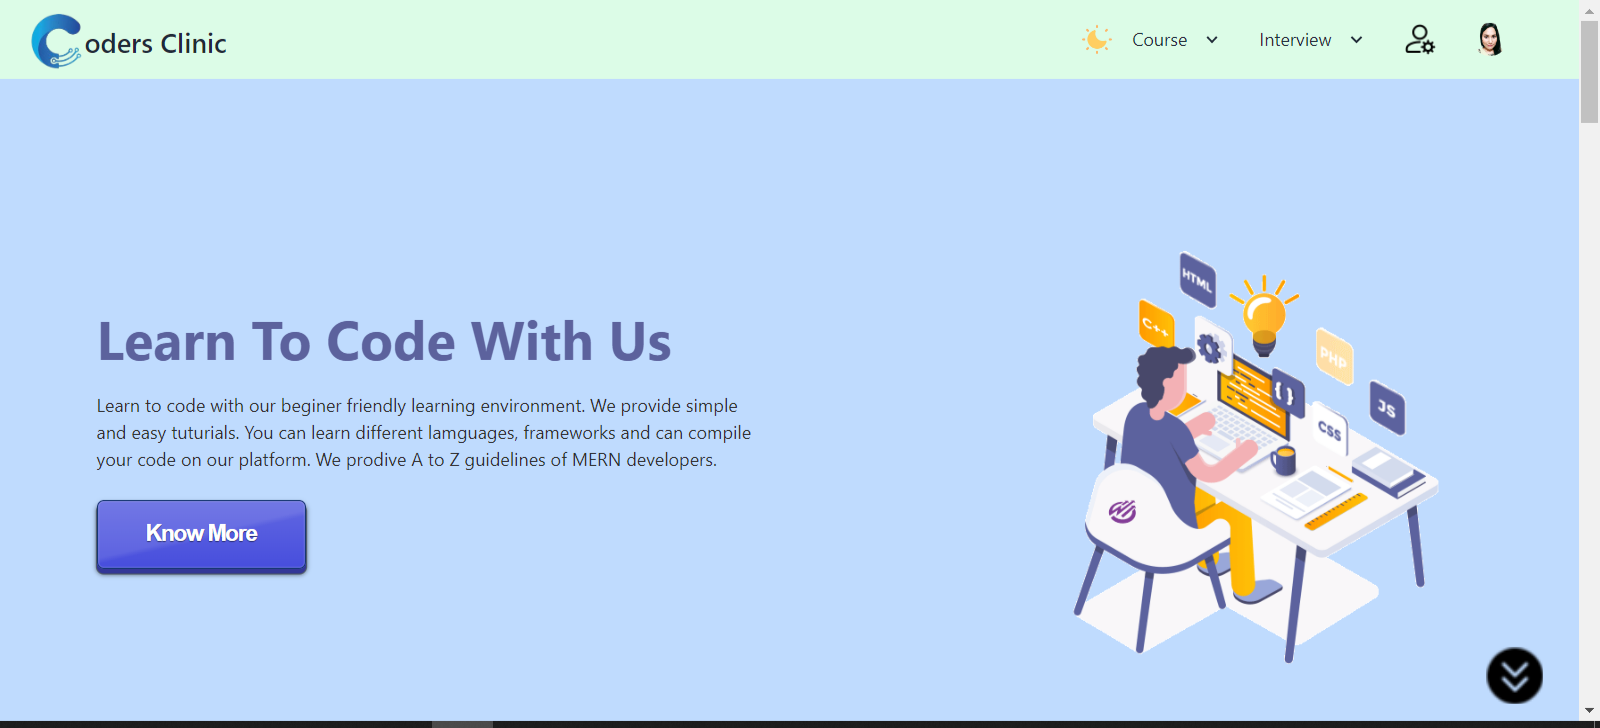 oders Clinic
Course
Interview
HTML
C++
PHP
{ }
JS
CSS
Learn To Code With Us
Learn to code with our beginer friendly learning environment. We provide simple
and easy tuturials. You can learn different lamguages, frameworks and can compile
your code on our platform. We prodive A to Z guidelines of MERN developers.
Know More